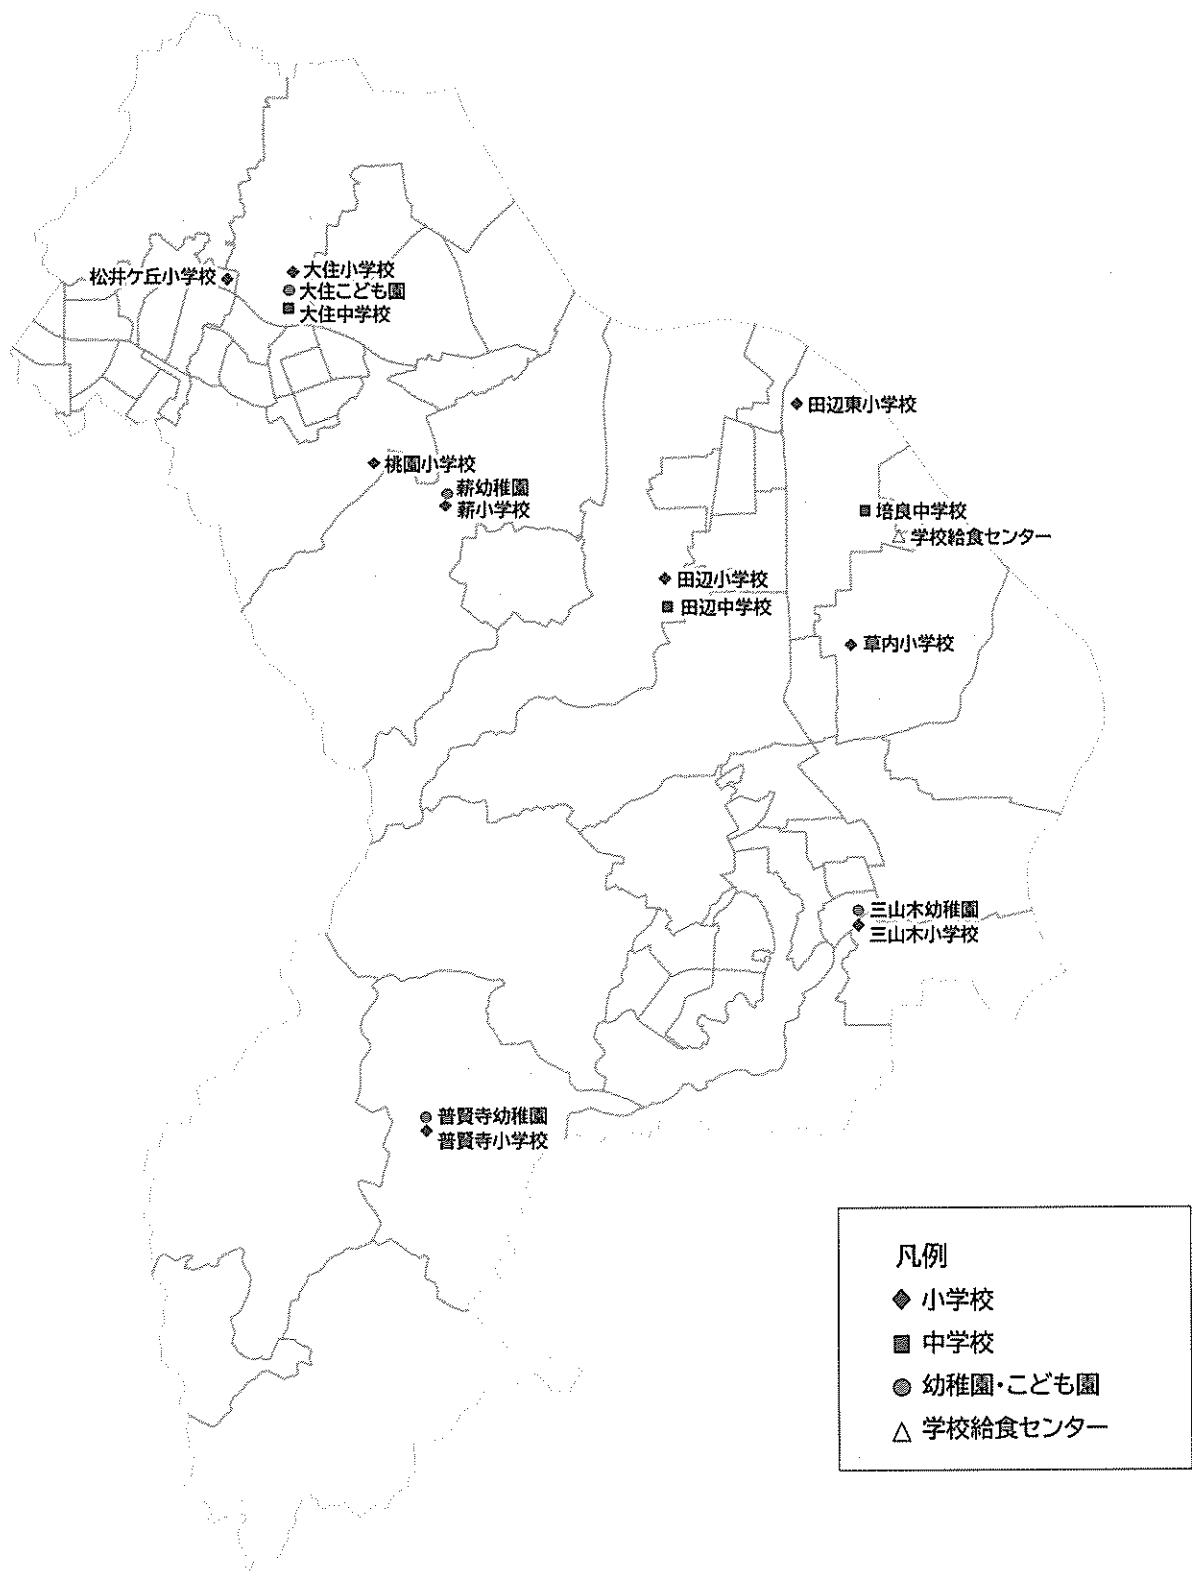 松井ケ丘小学校
大住小学校
大住こども園
大住中学校
田辺東小学校
桃園小学校
薪幼稚園
薪小学校
培良中学校
学校給食センター
田辺小学校
田辺中学校
草内小学校
三山木幼稚園
三山木小学校
普賢寺幼稚園
普賢寺小学校
凡例
小学校
中学校
幼稚園・こども園
学校給食センター